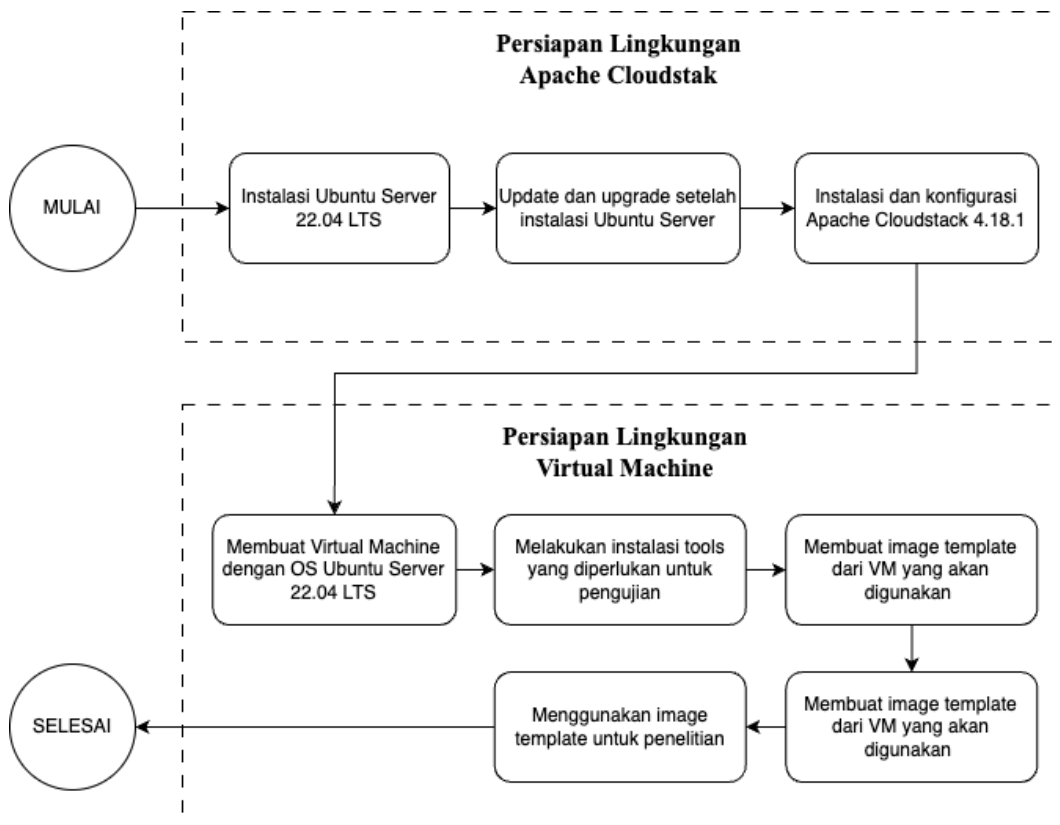 Persiapan Lingkungan
Apache Cloudstak
MULAI
Instalasi Ubuntu Server
22.04 LTS
Update dan upgrade setelah
instalasi Ubuntu Server
Instalasi dan konfigurasi
Apache Cloudstack 4.18.1
Persiapan Lingkungan
Virtual Machine
Membuat Virtual Machine
dengan OS Ubuntu Server
22.04 LTS
Melakukan instalasi tools
yang diperlukan untuk
pengujian
Membuat image template
dari VM yang akan
digunakan
Membuat image template
dari VM yang akan
digunakan
Menggunakan image
template untuk penelitian
SELESAI